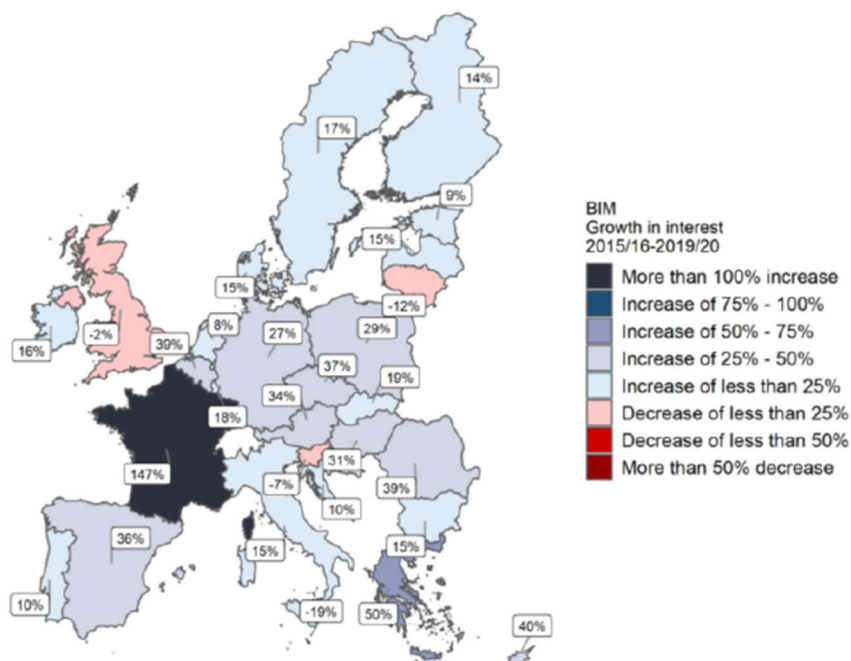 14%
17%
9%
15%
15%
-12%
8%
-2%
39%
16%
27%
29%
37%
19%
34%
18%
147%
31%
-7%
39%
10%
36%
15%
15%
10%
-19%
50%
40%
BIM
Growth in interest
2015/16-2019/20
More than 100% increase
Increase of 75% - 100%
Increase of 50% - 75%
Increase of 25% - 50%
Increase of less than 25%
Decrease of less than 25%
Decrease of less than 50%
More than 50% decrease